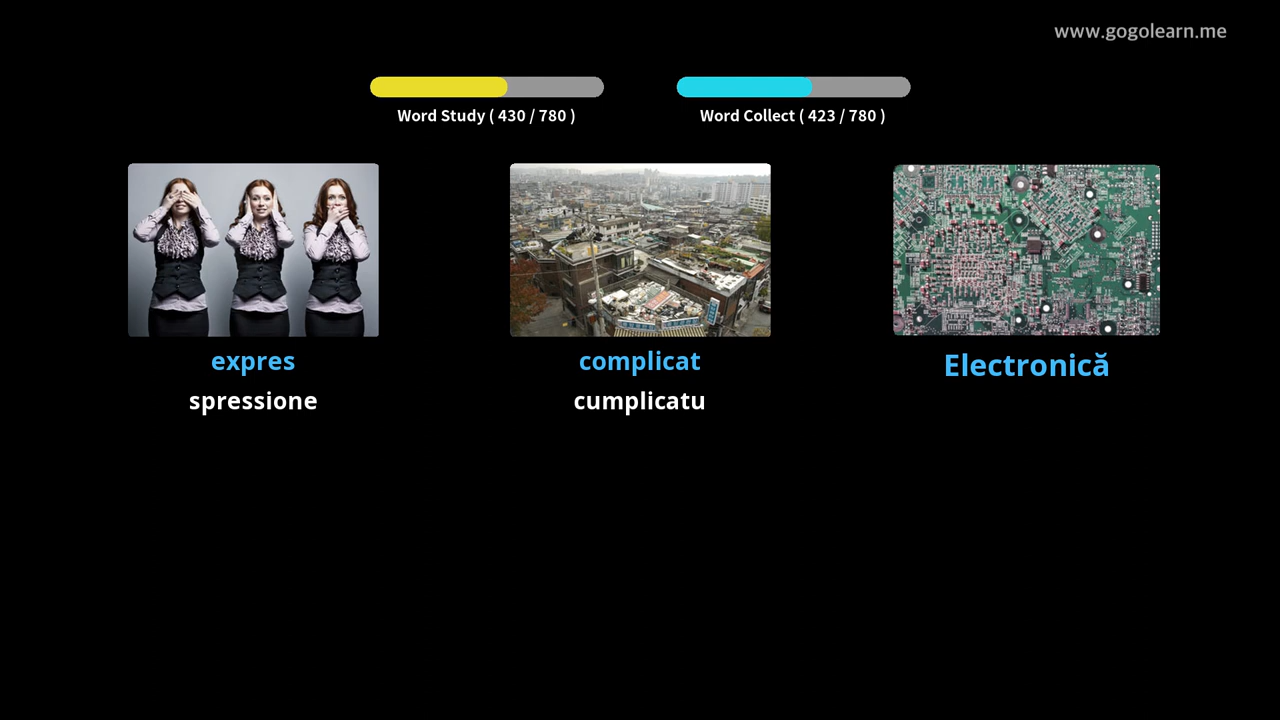 www.gogolearn.me
Word Study ( 430 / 780 )
Word Collect ( 423 / 780 )
expres
spressione
complicat
cumplicatu
Electronică